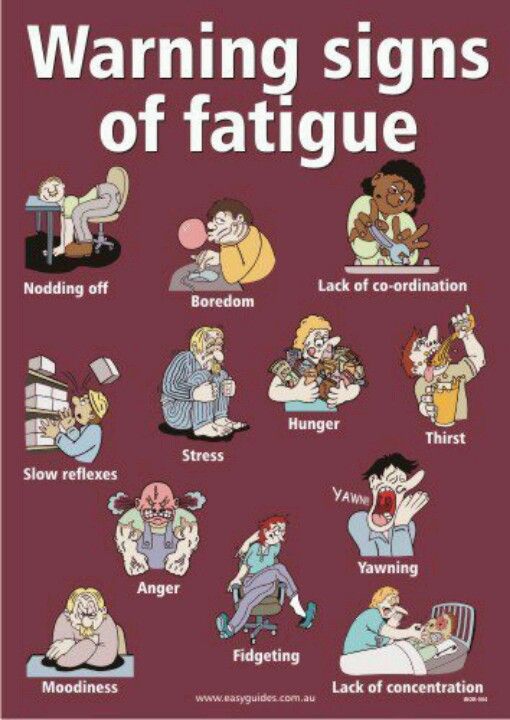 Warning signs
of fatigue
Nodding off
Boredom
Lack of co-ordination
Slow reflexes
Stress
Hunger
Thirst
YAWN!
Anger
Yawning
Fidgeting
Moodiness
Lack of concentration
www.easyguides.com.au